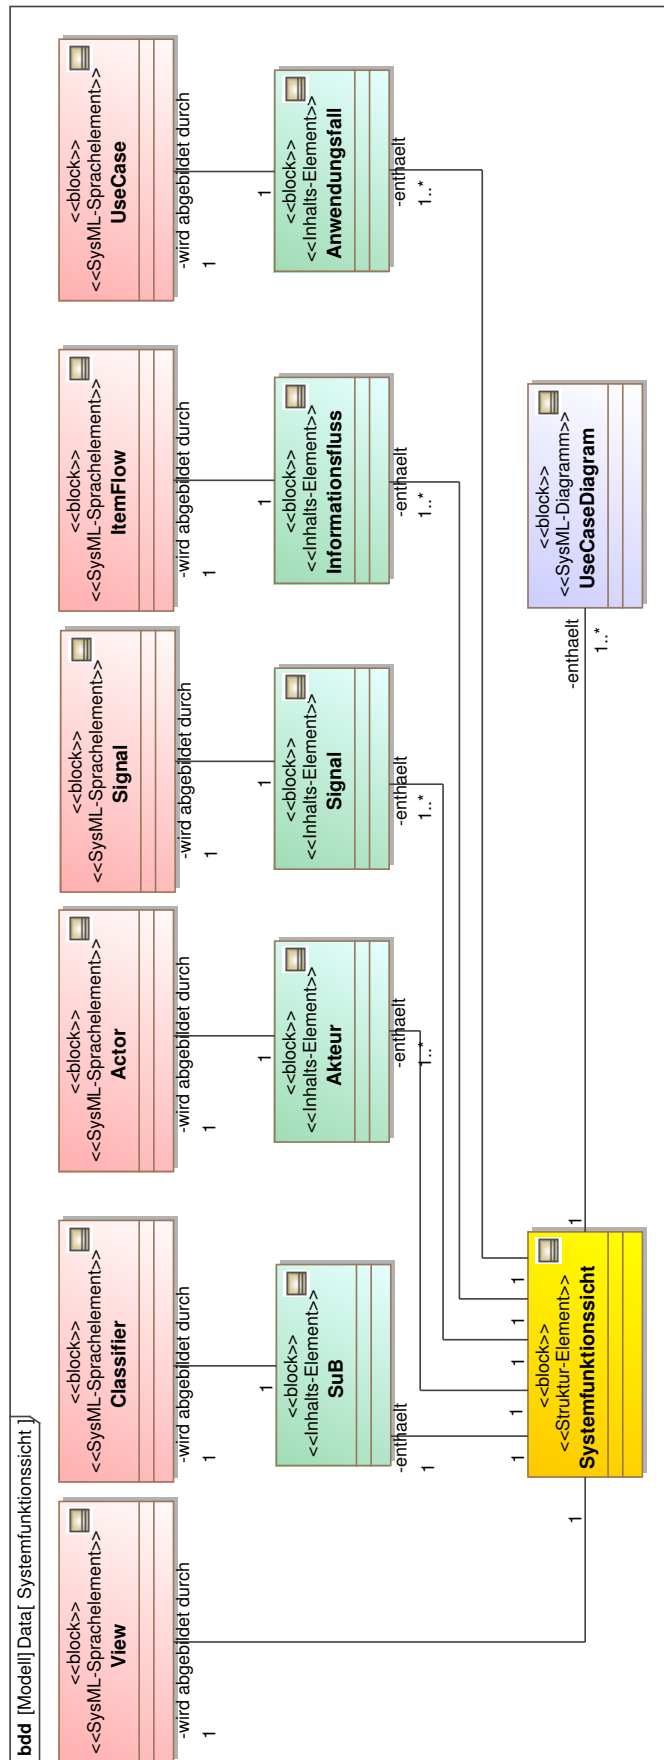 bdd [Modell] Data[ Systemfunktionssicht ]
<<block>>
<<SysML-Sprachelement>>
View
-wird abgebildet durch
1
<<block>>
<<SysML-Sprachelement>>
Classifier
-wird abgebildet durch
1
<<block>>
<<SysML-Sprachelement>>
Actor
-wird abgebildet durch
1
<<block>>
<<SysML-Sprachelement>>
Signal
-wird abgebildet durch
1
<<block>>
<<SysML-Sprachelement>>
ItemFlow
-wird abgebildet durch
1
<<block>>
<<SysML-Sprachelement>>
UseCase
-wird abgebildet durch
1
1
<<block>>
<<Inhalts-Element>>
SuB
-enthaelt
1
1
<<block>>
<<Inhalts-Element>>
Akteur
-enthaelt
1..*
1
<<block>>
<<Inhalts-Element>>
Signal
-enthaelt
1..*
1
<<block>>
<<Inhalts-Element>>
Informationsfluss
-enthaelt
1..*
1
<<block>>
<<Inhalts-Element>>
Anwendungsfall
-enthaelt
1..*
1
1
1
1
1
<<block>>
<<Struktur-Element>>
Systemfunktionssicht
1
1
-enthaelt
1..*
<<block>>
<<SysML-Diagramm>>
UseCaseDiagram